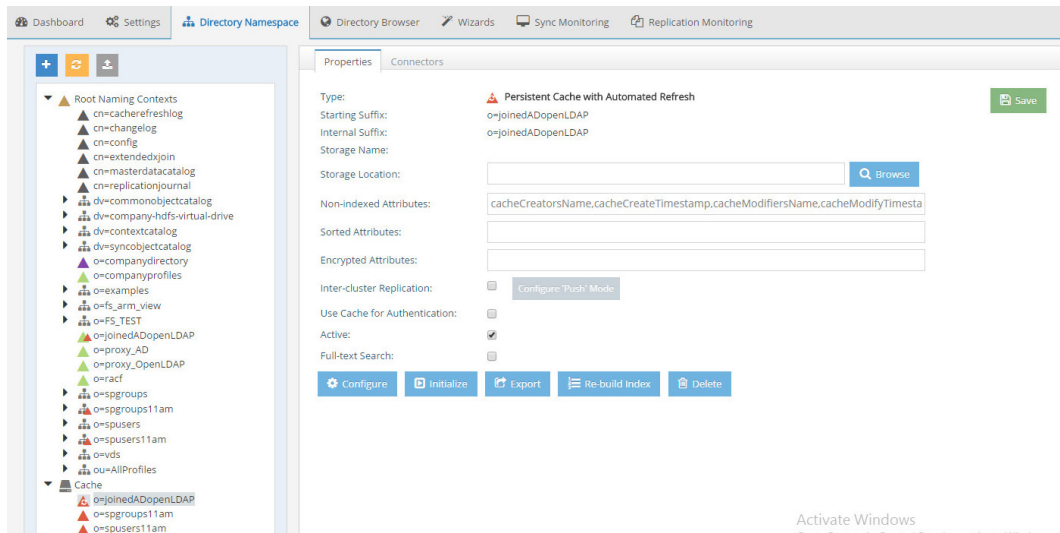 Dashboard Settings Directory Namespace Directory Browser Wizards Sync Monitoring Replication Monitoring
Root Naming Contexts
cn=cacherefreshlog
cn=changelog
cn=config
cn=extendedxjoin
cn=masterdatacatalog
cn=replicationjournal
dv=commonobjectcatalog
dv=company-hdfs-virtual-drive
dv=contextcatalog
dv=syncobjectcatalog
o=companydirectory
o=companyprofiles
o=examples
o=fs_arm_view
o=FS_TEST
o=joinedADopenLDAP
o=proxy_AD
o=proxy_OpenLDAP
o=racf
o=spgroups
o=spgroups11am
o=spusers
o=spusers11am
o=vds
ou=AllProfiles
Cache
o=joinedADopenLDAP
o=spgroups11am
o=spusers11am
Properties Connectors
Type: Persistent Cache with Automated Refresh
Save
Starting Suffix: o=joinedADopenLDAP
Internal Suffix: o=joinedADopenLDAP
Storage Name:
Storage Location: Browse
Non-indexed Attributes: cacheCreatorsName,cacheCreateTimestamp,cacheModifiersName,cacheModifyTimesta
Sorted Attributes:
Encrypted Attributes:
Inter-cluster Replication: Configure 'Push' Mode
Use Cache for Authentication:
Active:
Full-text Search:
Configure Initialize Export Re-build Index Delete
Activate Windows